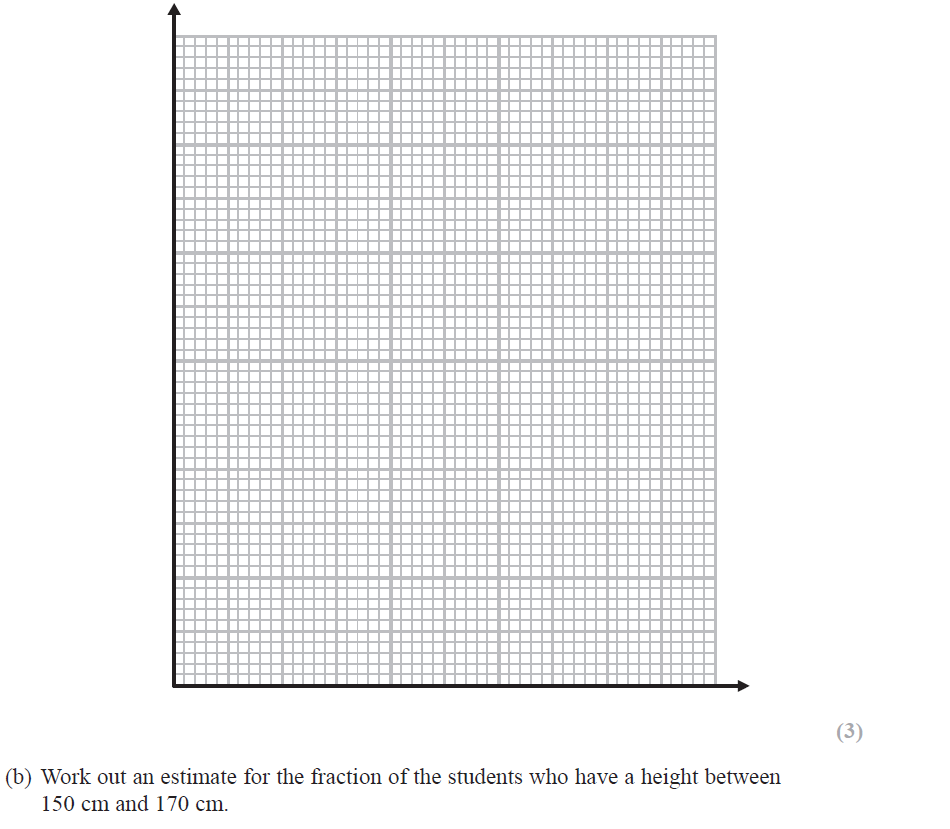 (3)
(b) Work out an estimate for the fraction of the students who have a height between
150 cm and 170 cm.